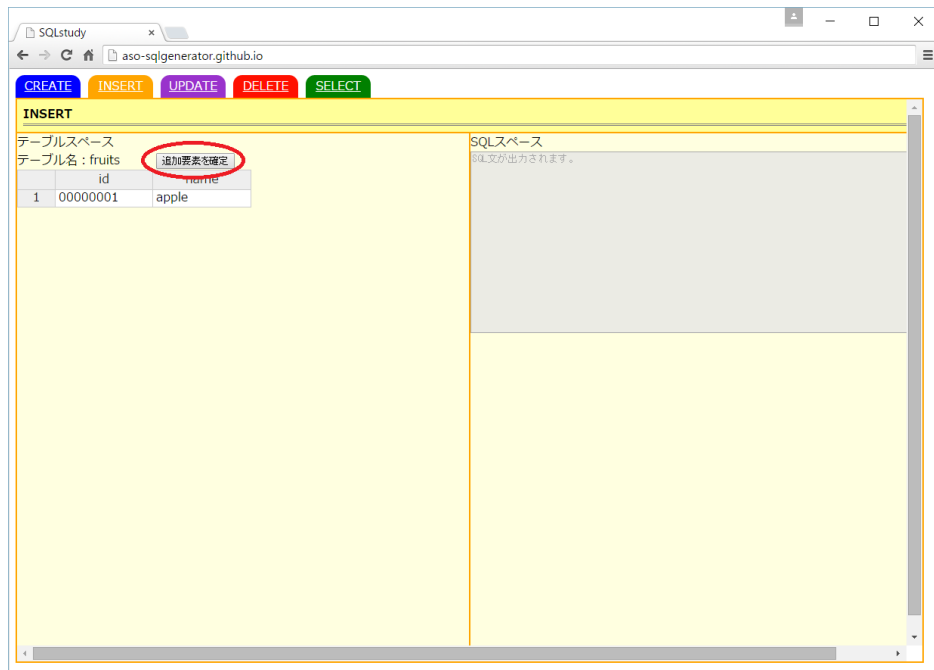 SQLstudy
aso-sqlgenerator.github.io
CREATE INSERT UPDATE DELETE SELECT
INSERT
テーブルスペース
テーブル名：fruits 追加要素を確定
id name
1 00000001 apple
SQLスペース
SQL文が出力されます。